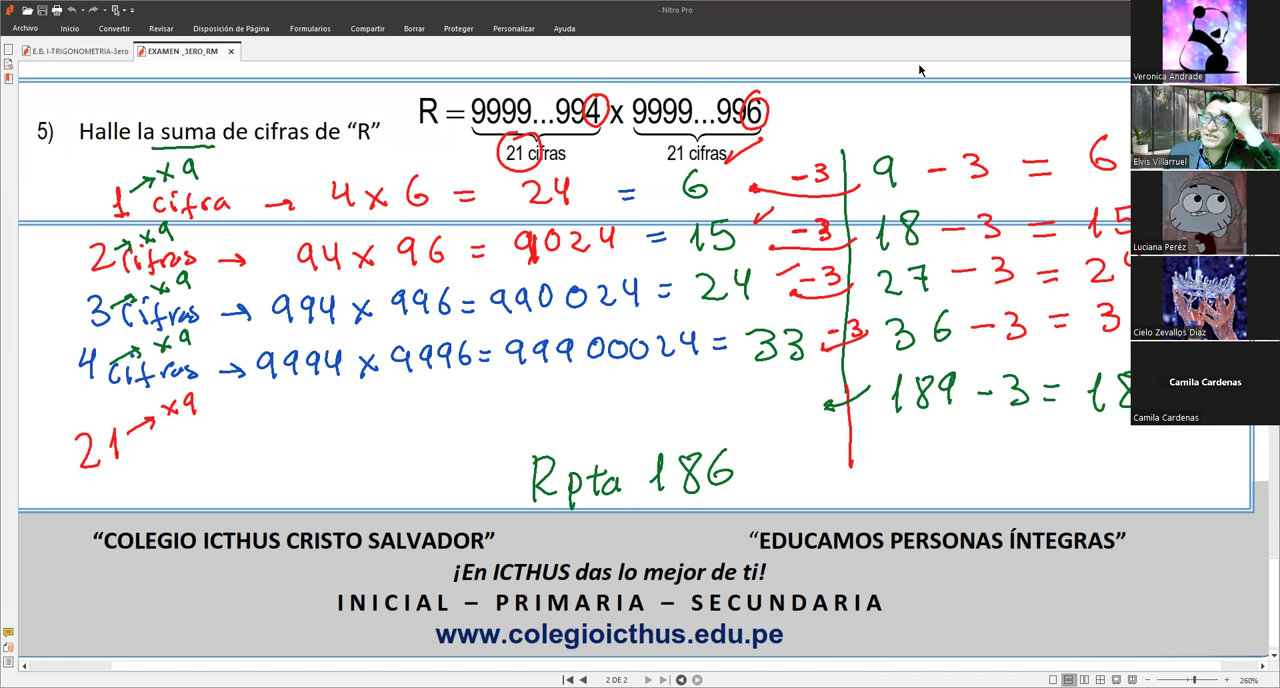 - Nitro Pro
Archivo Inicio Convertir Revisar Disposición de Página Formularios Compartir Borrar Proteger Personalizar Ayuda
E.B. I-TRIGONOMETRIA-3ero EXAMEN _3ERO_RM
5) Halle la suma de cifras de “R” R = 9999...994 x 9999...996
21 cifras 21 cifras
1 cifra x9 → 4 x 6 = 24 = 6 -3 9 - 3 = 6
2 cifras x9 → 94 x 96 = 9024 = 15 -3 18 - 3 = 15
3 cifras x9 → 994 x 996 = 990024 = 24 -3 27 - 3 = 2
4 cifras x9 → 9994 x 9996 = 99900024 = 33 -3 36 - 3 = 3
21 x9 189 - 3 = 18
Rpta 186
“COLEGIO ICTHUS CRISTO SALVADOR” “EDUCAMOS PERSONAS ÍNTEGRAS”
¡En ICTHUS das lo mejor de ti!
INICIAL – PRIMARIA – SECUNDARIA
www.colegioicthus.edu.pe
2 DE 2 260%
Veronica Andrade
Elvis Villarruel
Luciana Peréz
Cielo Zevallos Diaz
Camila Cardenas
Camila Cardenas